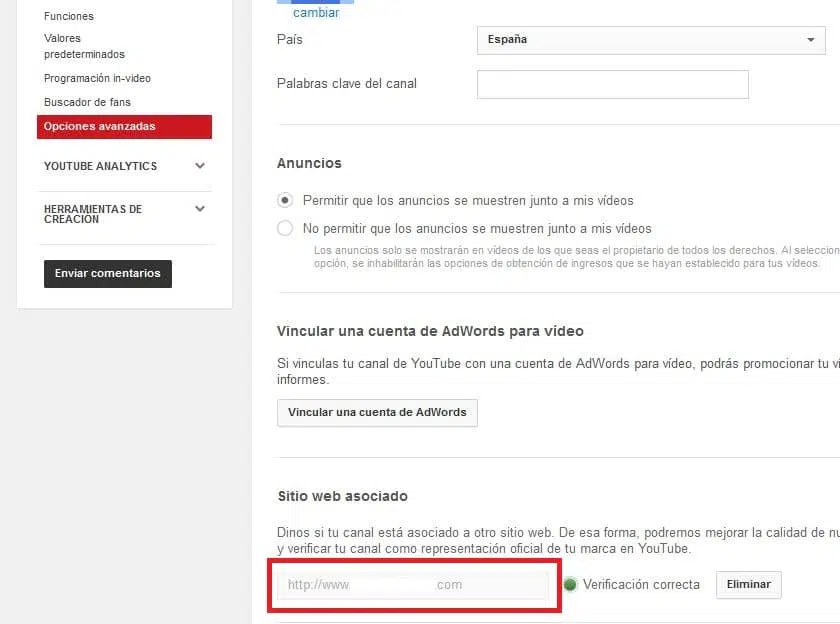 Funciones
Valores
predeterminados
Programación in-video
Buscador de fans
Opciones avanzadas
YOUTUBE ANALYTICS
HERRAMIENTAS DE
CREACIÓN
Enviar comentarios
cambiar
País
España
Palabras clave del canal
Anuncios
Permitir que los anuncios se muestren junto a mis vídeos
No permitir que los anuncios se muestren junto a mis vídeos
Los anuncios solo se mostrarán en vídeos de los que seas el propietario de todos los derechos. Al seleccion
opción, se inhabilitarán las opciones de obtención de ingresos que se hayan establecido para tus vídeos.
Vincular una cuenta de AdWords para vídeo
Si vinculas tu canal de YouTube con una cuenta de AdWords para vídeo, podrás promocionar tu ví
informes.
Vincular una cuenta de AdWords
Sitio web asociado
Dinos si tu canal está asociado a otro sitio web. De esa forma, podremos mejorar la calidad de nu
y verificar tu canal como representación oficial de tu marca en YouTube.
http://www .com
Verificación correcta
Eliminar